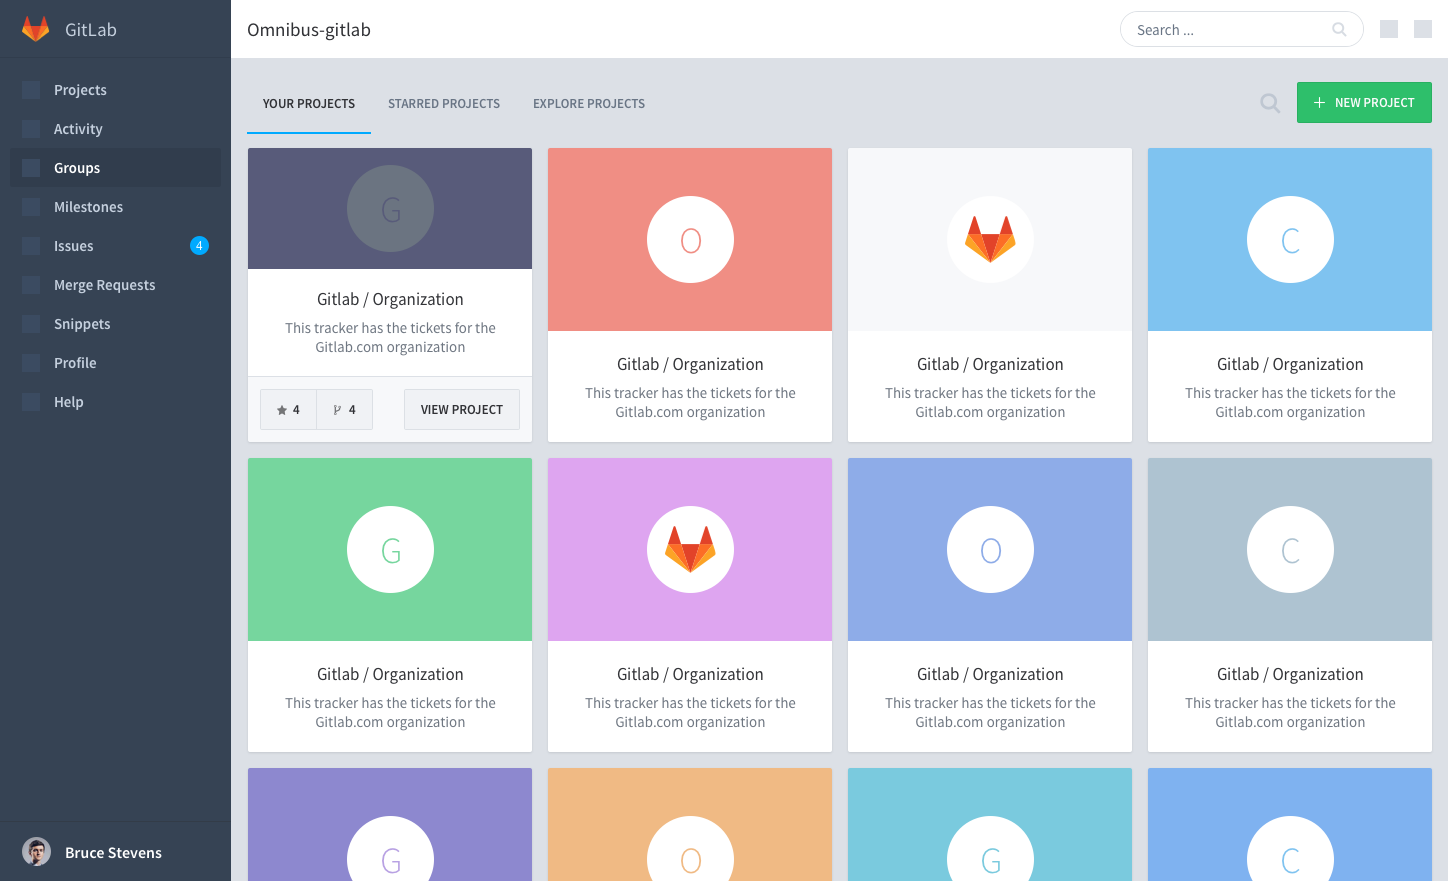 GitLab
Omnibus-gitlab
Search ...
Projects
Activity
Groups
Milestones
Issues 4
Merge Requests
Snippets
Profile
Help
Bruce Stevens
YOUR PROJECTS STARRED PROJECTS EXPLORE PROJECTS
+ NEW PROJECT
G
Gitlab / Organization
This tracker has the tickets for the
Gitlab.com organization
4 4 VIEW PROJECT
O
Gitlab / Organization
This tracker has the tickets for the
Gitlab.com organization
Gitlab / Organization
This tracker has the tickets for the
Gitlab.com organization
C
Gitlab / Organization
This tracker has the tickets for the
Gitlab.com organization
G
Gitlab / Organization
This tracker has the tickets for the
Gitlab.com organization
Gitlab / Organization
This tracker has the tickets for the
Gitlab.com organization
O
Gitlab / Organization
This tracker has the tickets for the
Gitlab.com organization
C
Gitlab / Organization
This tracker has the tickets for the
Gitlab.com organization
G
O
G
C